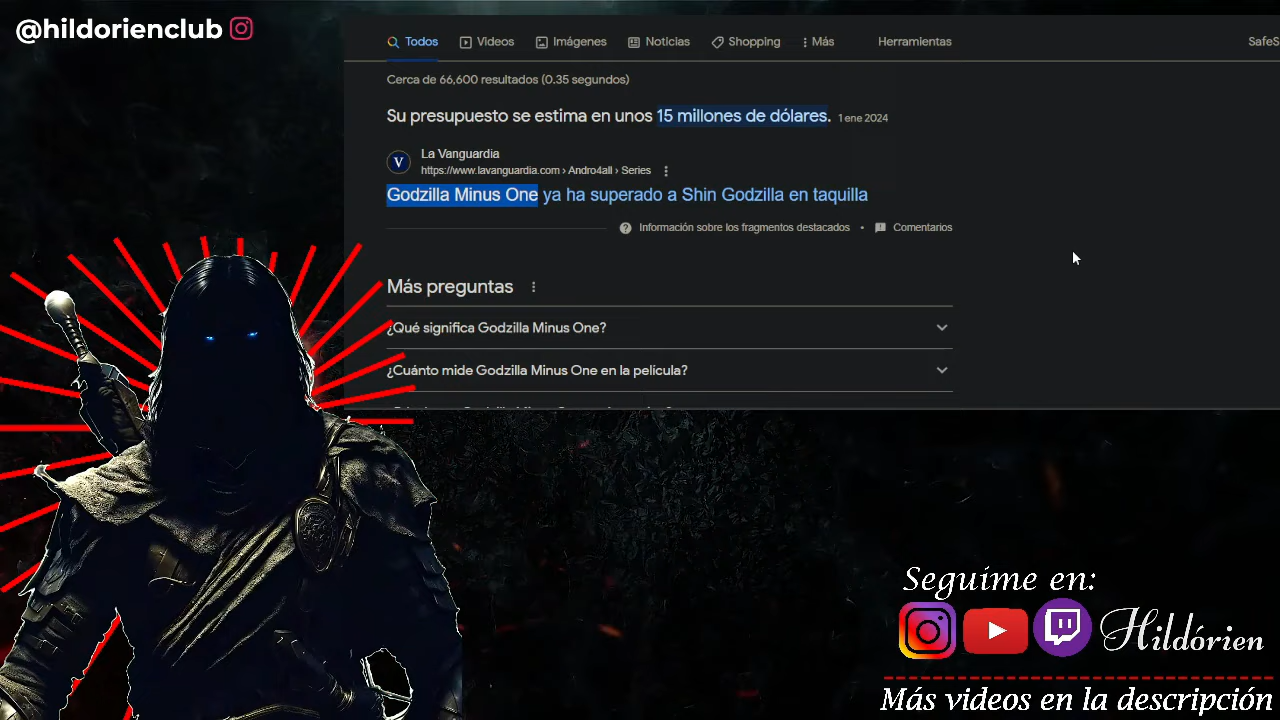 @hildorienclub
Todos Videos Imágenes Noticias Shopping Más Herramientas SafeS
Cerca de 66,600 resultados (0.35 segundos)
Su presupuesto se estima en unos 15 millones de dólares. 1 ene 2024
V La Vanguardia
https://www.lavanguardia.com › Andro4all › Series
Godzilla Minus One ya ha superado a Shin Godzilla en taquilla
Información sobre los fragmentos destacados • Comentarios
Más preguntas
¿Qué significa Godzilla Minus One?
¿Cuánto mide Godzilla Minus One en la película?
Seguíme en:
Hildórien
Más videos en la descripción